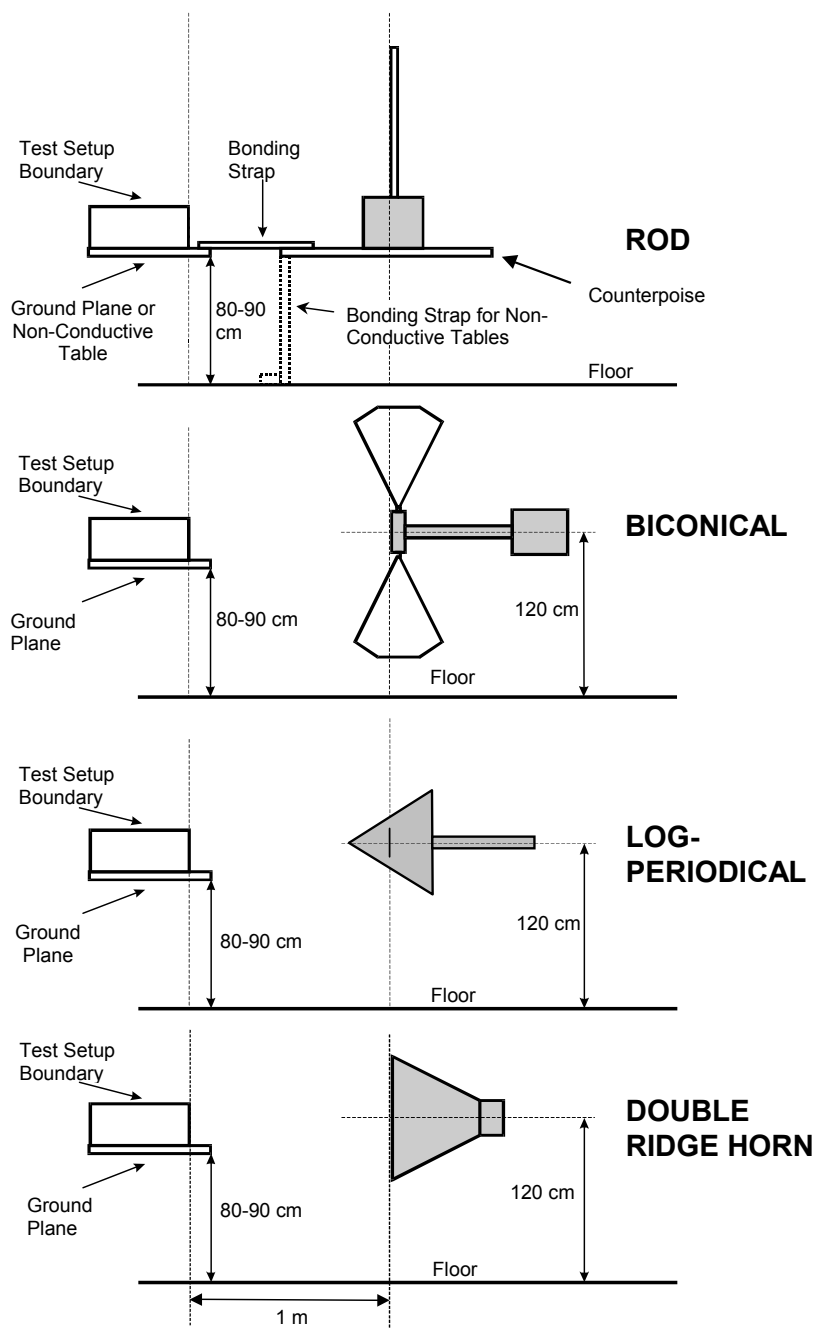 Test Setup
Boundary
Bonding
Strap
ROD
Counterpoise
Ground Plane or
Non-Conductive
Table
80-90
cm
Bonding Strap for Non-
Conductive Tables
Floor
Test Setup
Boundary
BICONICAL
Ground
Plane
80-90 cm
120 cm
Floor
Test Setup
Boundary
LOG-
PERIODICAL
Ground
Plane
80-90 cm
120 cm
Floor
Test Setup
Boundary
DOUBLE
RIDGE HORN
Ground
Plane
80-90 cm
120 cm
Floor
1 m